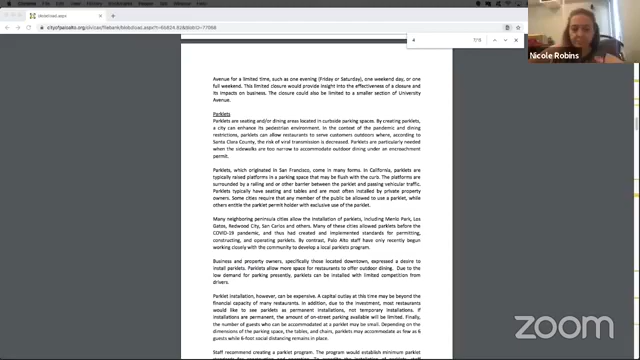 cityofpaloalto.org/civicax/filebank/blobdload.aspx?t=65624.92&BlobID=77068
4
Nicole Robins
Avenue for a limited time, such as one evening (Friday or Saturday), one weekend day, or one
full weekend. This limited closure would provide insight into the effectiveness of a closure and
its impacts on business. The closure could also be limited to a smaller section of University
Avenue.
Parklets
Parklets are seating and/or dining areas located in curbside parking spaces. By creating parklets,
a city can enhance its pedestrian environment. In the context of the pandemic and dining
restrictions, parklets can allow restaurants to serve customers outdoors where, according to
Santa Clara County, the risk of viral transmission is decreased. Parklets are particularly needed
when the sidewalks are too narrow to accommodate outdoor dining under an encroachment
permit.
Parklets, which originated in San Francisco, come in many forms. In California, parklets are
typically raised platforms in a parking space that may be flush with the curb. The platforms are
surrounded by a railing and or other barrier between the parklet and passing vehicular traffic.
Parklets typically have seating and tables and are most often installed by private property
owners. Some cities require that any member of the public be allowed to use a parklet, while
others entitle the parklet permit holder with exclusive use of the parklet.
Many neighboring peninsula cities allow the installation of parklets, including Menlo Park, Los
Gatos, Redwood City, San Carlos and others. Many of these cities allowed parklets before the
COVID-19 pandemic, and thus had created and implemented standards for permitting,
constructing, and operating parklets. By contrast, Palo Alto staff have only recently begun
working closely with the community to develop a local parklets program.
Business and property owners, specifically those located downtown, expressed a desire to
install parklets. Parklets allow more space for restaurants to offer outdoor dining. Due to the
low demand for parking presently, parklets can be installed with limited competition from
drivers.
Parklet installation, however, can be expensive. A capital outlay at this time may be beyond the
financial capacity of many restaurants. In addition, due to the investment, most restaurants
would like to see parklets as permanent installations, not temporary installations. If
installations are permanent, the amount of on-street parking available will be limited. Finally,
the number of guests who can be accommodated at a parklet may be small. Depending on the
dimensions of the parking space, the tables, and chairs, parklets may accommodate as few as 6
guests while 6-foot social distancing remains in place.
Staff recommend creating a parklet program. The program would establish minimum parklet
zoom